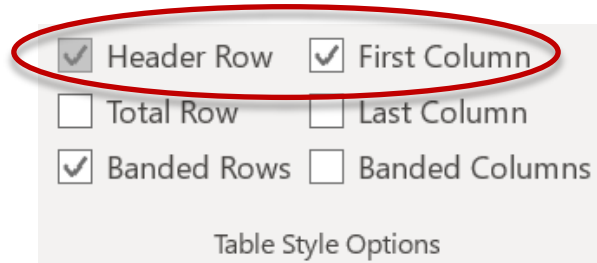 Header Row First Column
Total Row Last Column
Banded Rows Banded Columns
Table Style Options